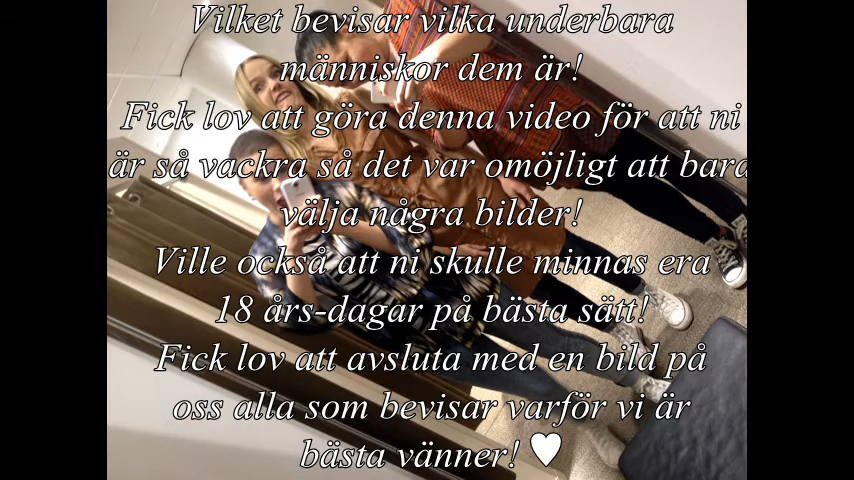 Vilket bevisar vilka underbara
människor dem är!
Fick lov att göra denna video för att ni
är så vackra så det var omöjligt att bara
välja några bilder!
Ville också att ni skulle minnas era
18 års-dagar på bästa sätt!
Fick lov att avsluta med en bild på
oss alla som bevisar varför vi är
bästa vänner! ♥